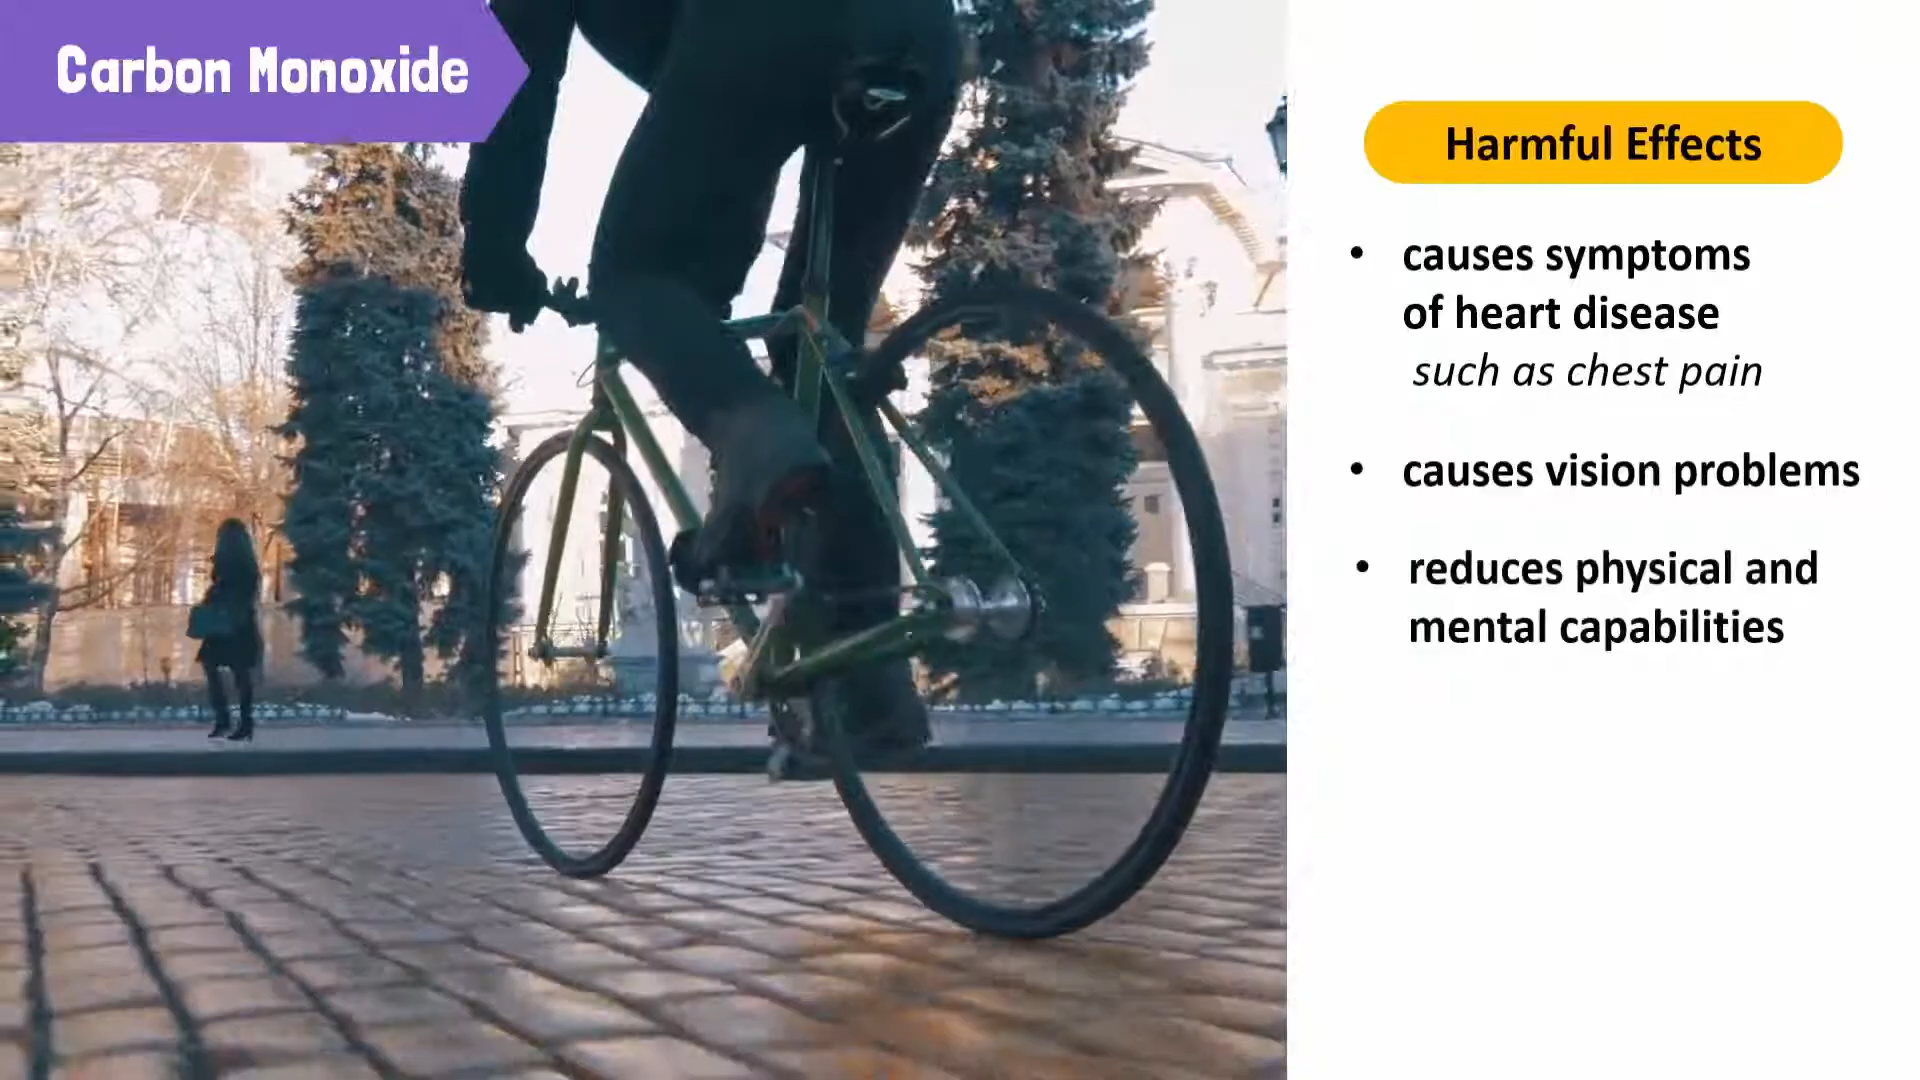 Carbon Monoxide
Harmful Effects
• causes symptoms
of heart disease
such as chest pain
• causes vision problems
• reduces physical and
mental capabilities